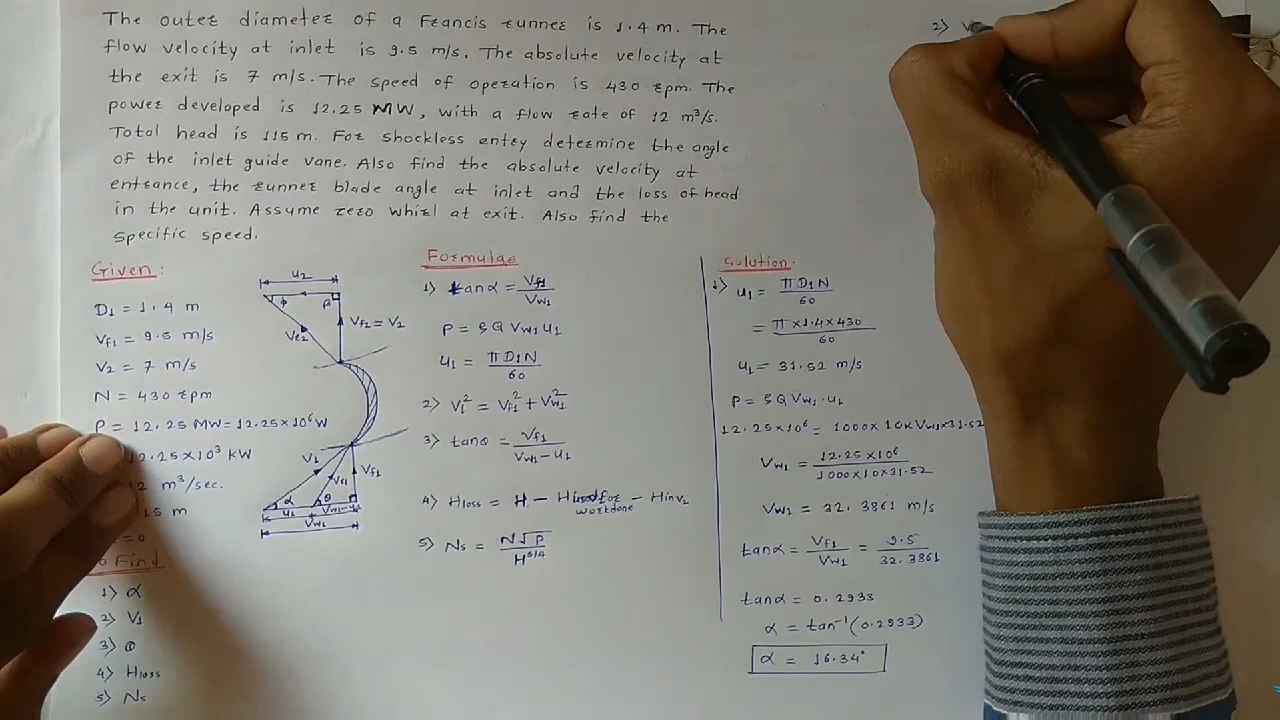 The outer diameter of a Francis runner is 1.4 m. The
flow velocity at inlet is 9.5 m/s. The absolute velocity at
the exit is 7 m/s. The speed of operation is 430 rpm. The
power developed is 12.25 MW, with a flow rate of 12 m³/s.
Total head is 115 m. For shockless entry determine the angle
of the inlet guide vane. Also find the absolute velocity at
entrance, the runner blade angle at inlet and the loss of head
in the unit. Assume zero whirl at exit. Also find the
specific speed.
Given:
D1 = 1.4 m
Vf1 = 9.5 m/s
V2 = 7 m/s
N = 430 rpm
P = 12.25 MW = 12.25×10⁶ W
12.25×10³ kW
12 m³/sec.
15 m
= 0
o Find:
1) α
2) V1
3) θ
4) Hloss
5) Ns
u2
ϕ
β
Vr2
Vf2 = V2
V1
Vr1
Vf1
α
θ
u1
Vw1-u1
Vw1
Formulae
1) tanα = Vf1/Vw1
P = ρ Q Vw1 u1
u1 = π D1 N / 60
2) V1² = Vf1² + Vw1²
3) tanθ = Vf1 / Vw1 - u1
4) Hloss = H - H for workdone - Hinv2
5) Ns = N√P / H^5/4
Solution:
1) u1 = π D1 N / 60
= π×1.4×430 / 60
u1 = 31.52 m/s
P = ρ Q Vw1 . u1
12.25×10⁶ = 1000×10×Vw1×31.52
Vw1 = 12.25×10⁶ / 1000×10×31.52
Vw1 = 32.3861 m/s
tanα = Vf1/Vw1 = 9.5/32.3861
tanα = 0.2933
α = tan⁻¹(0.2933)
α = 16.34°
2) V